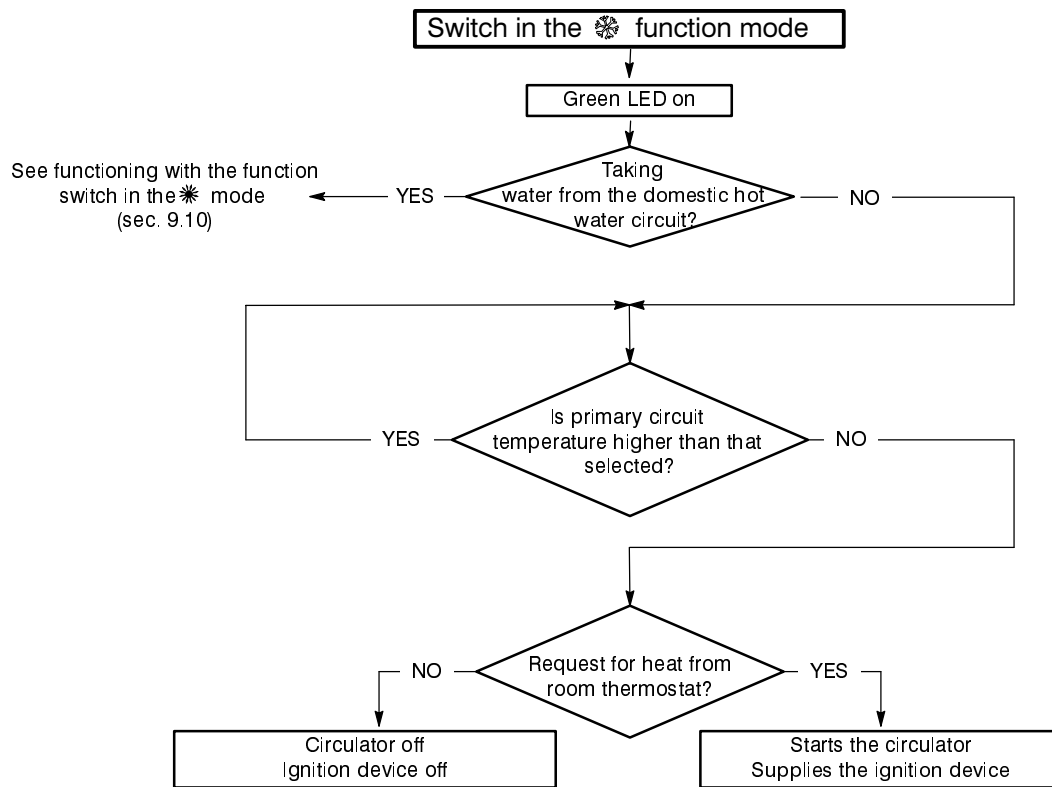 Switch in the ❄ function mode
Green LED on
Taking
water from the domestic hot
water circuit?
YES
NO
See functioning with the function
switch in the ☀ mode
(sec. 9.10)
Is primary circuit
temperature higher than that
selected?
YES
NO
Request for heat from
room thermostat?
NO
YES
Circulator off
Ignition device off
Starts the circulator
Supplies the ignition device